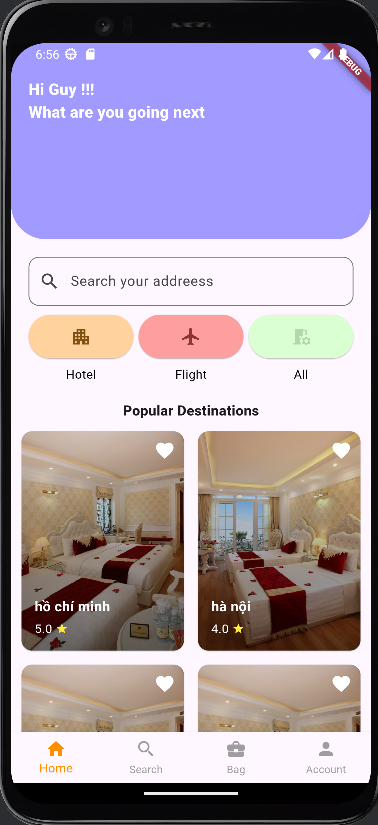 6:56
DEBUG
Hi Guy !!!
What are you going next
Search your addreess
Hotel
Flight
All
Popular Destinations
hồ chí minh
5.0
hà nội
4.0
Home
Search
Bag
Account